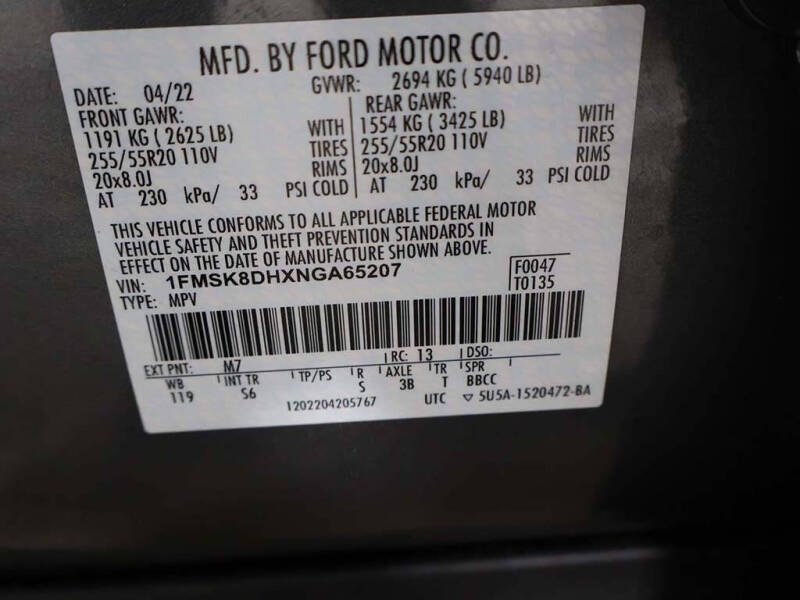 MFD. BY FORD MOTOR CO.
DATE: 04/22 GVWR: 2694 KG ( 5940 LB)
FRONT GAWR: REAR GAWR:
1191 KG ( 2625 LB) WITH 1554 KG ( 3425 LB) WITH
255/55R20 110V TIRES 255/55R20 110V TIRES
20x8.0J RIMS 20x8.0J RIMS
AT 230 kPa/ 33 PSI COLD AT 230 kPa/ 33 PSI COLD
THIS VEHICLE CONFORMS TO ALL APPLICABLE FEDERAL MOTOR
VEHICLE SAFETY AND THEFT PREVENTION STANDARDS IN
EFFECT ON THE DATE OF MANUFACTURE SHOWN ABOVE.
VIN: 1FMSK8DHXNGA65207 F0047
TYPE: MPV T0135
EXT PNT: M7 RC: 13 DSO:
WB INT TR TP/PS R AXLE TR SPR
119 S6 S 3B T BBCC
1202204205767 UTC ▽ 5U5A-1520472-BA